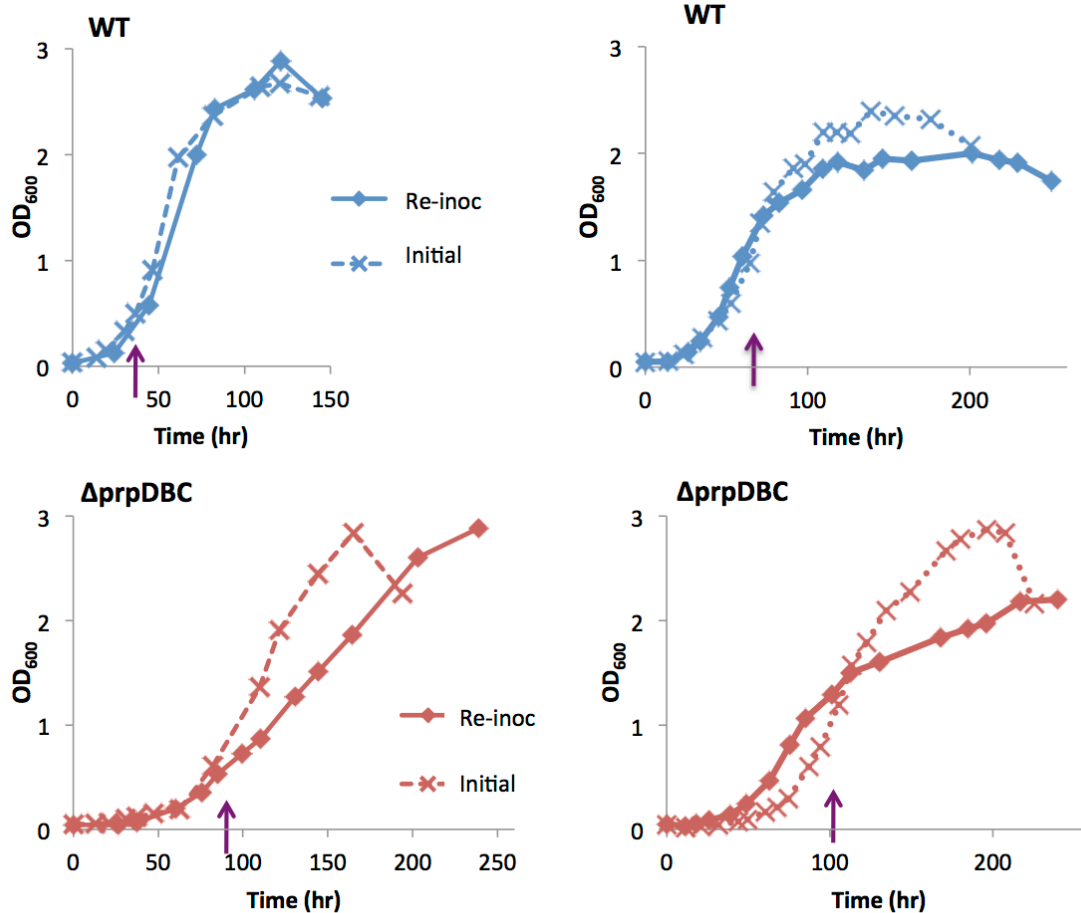 WT
3
2
1
0
OD600
0 50 100 150
Time (hr)
Re-inoc
Initial
WT
3
2
1
0
OD600
0 100 200
Time (hr)
ΔprpDBC
3
2
1
0
OD600
0 50 100 150 200 250
Time (hr)
Re-inoc
Initial
ΔprpDBC
3
2
1
0
OD600
0 100 200
Time (hr)